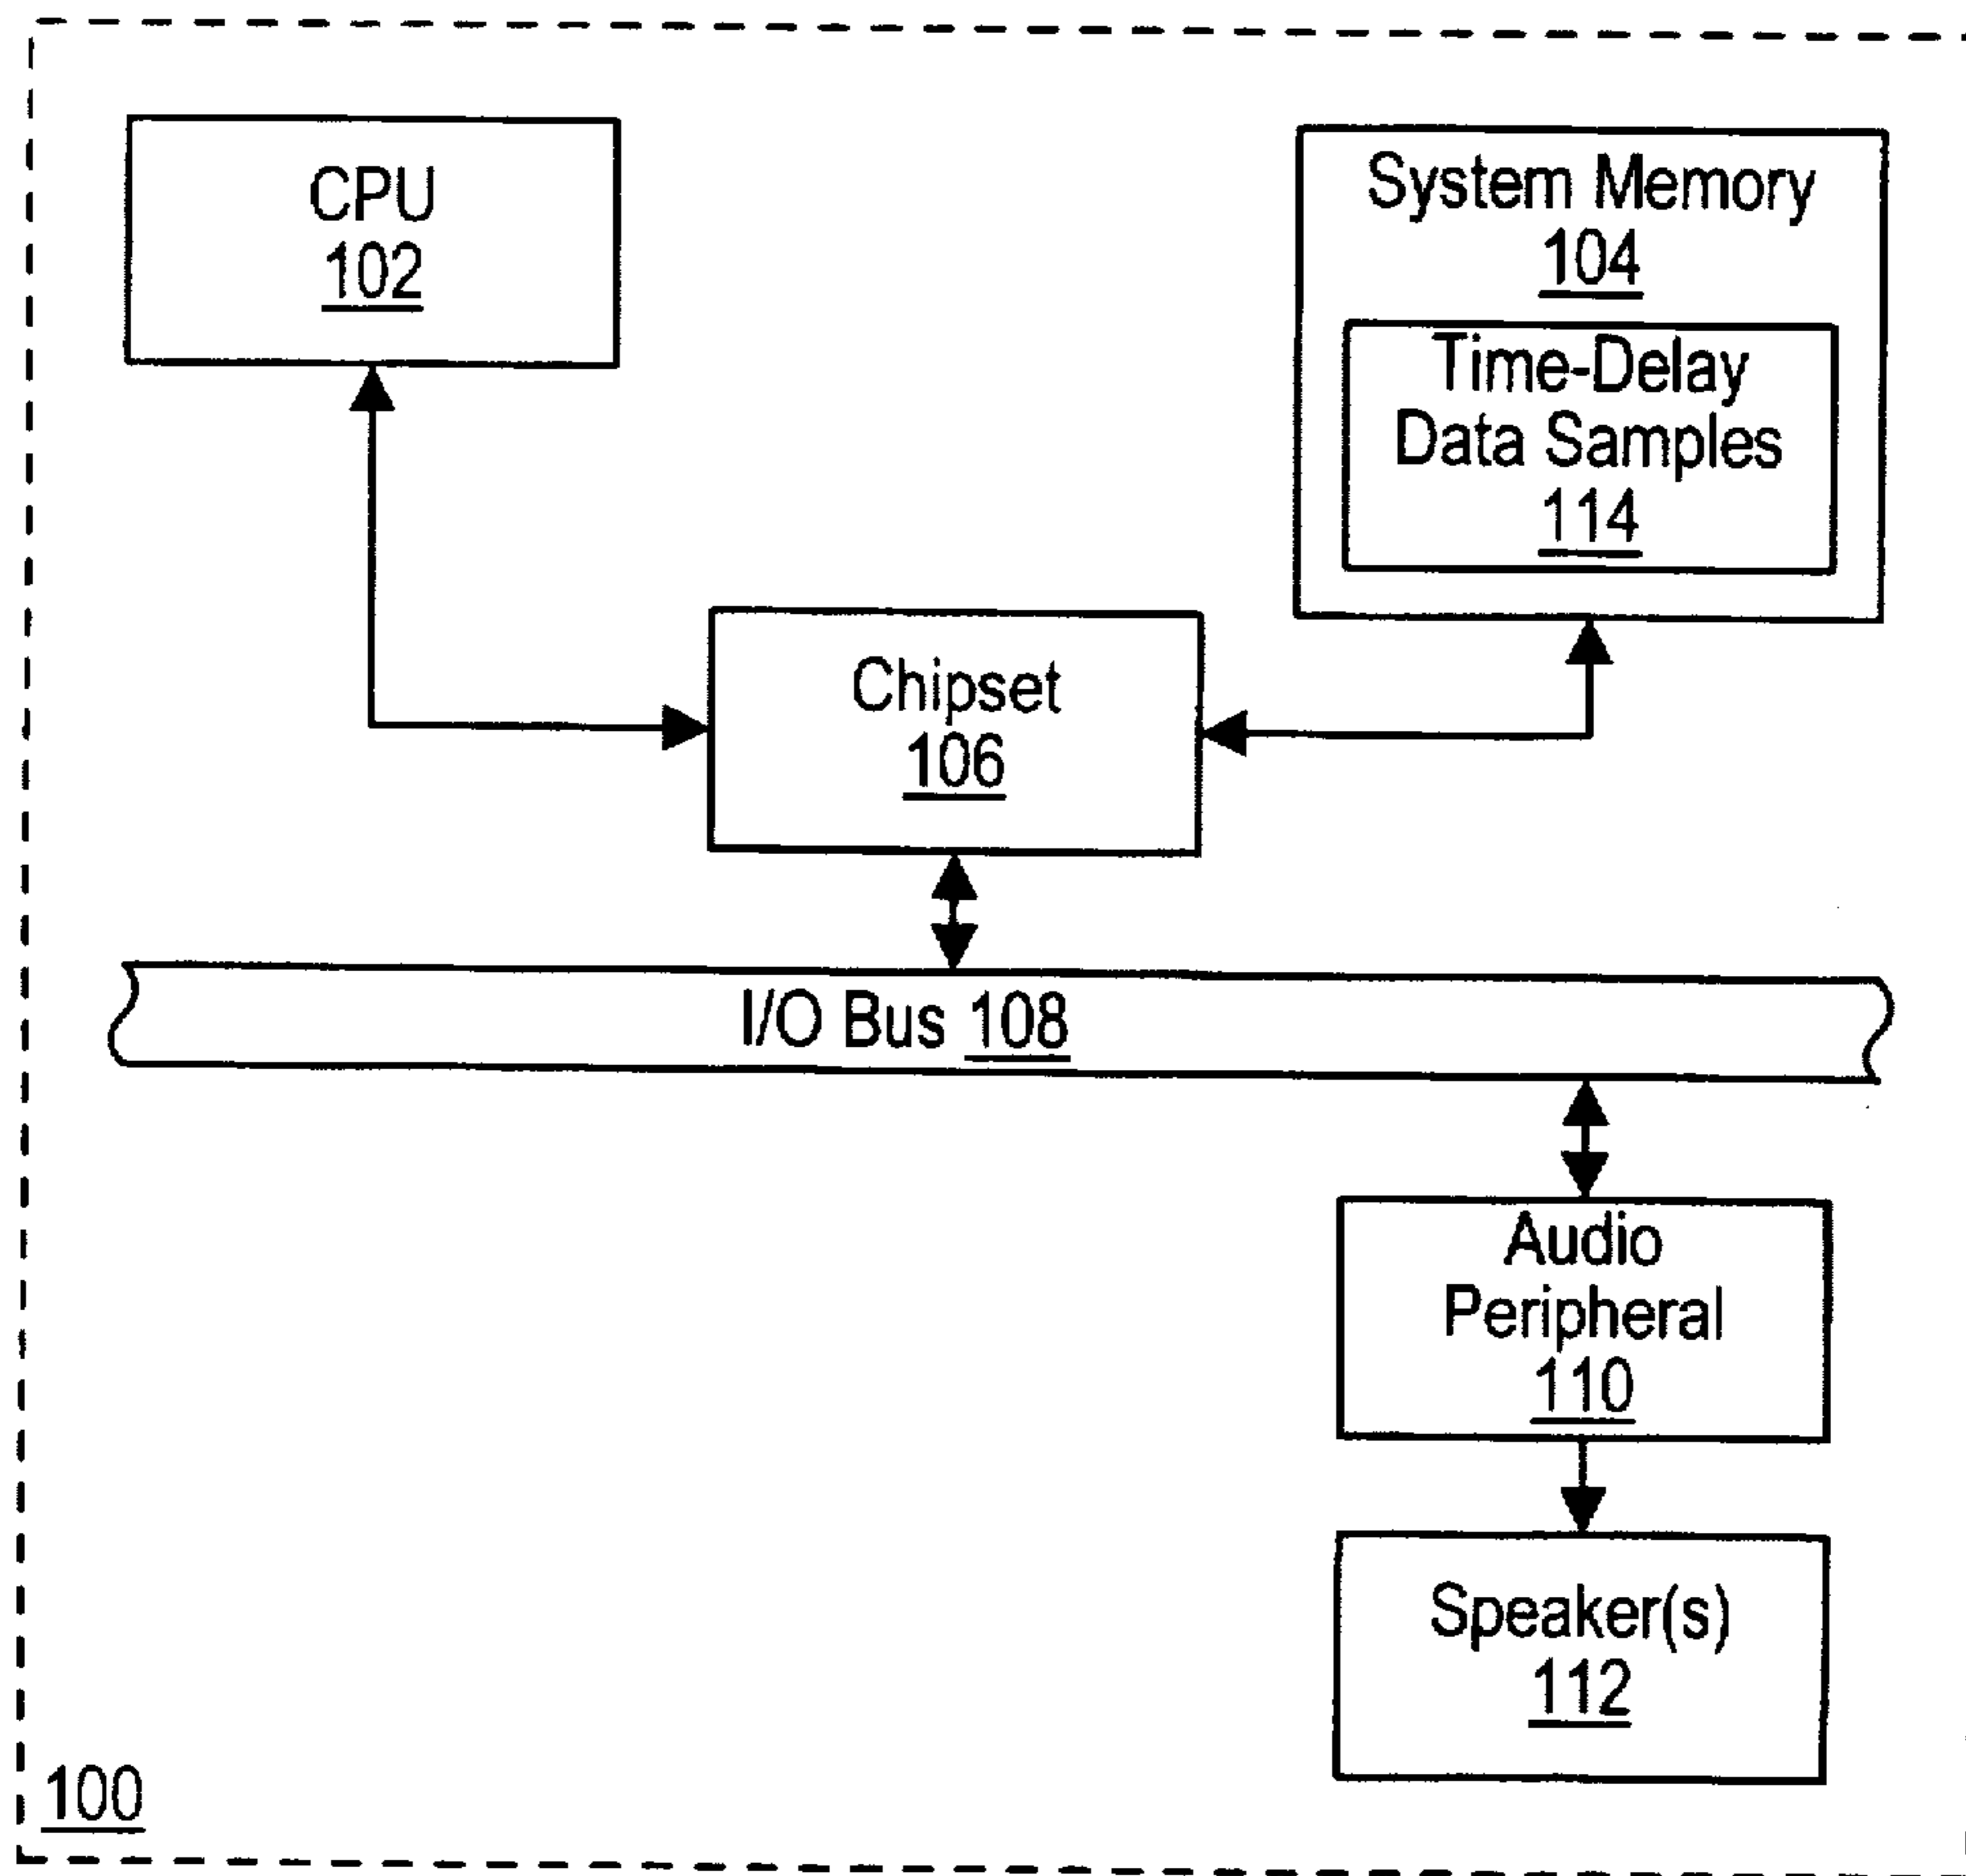 CPU
102
System Memory
104
Time-Delay
Data Samples
114
Chipset
106
I/O Bus 108
Audio
Peripheral
110
Speaker(s)
112
100